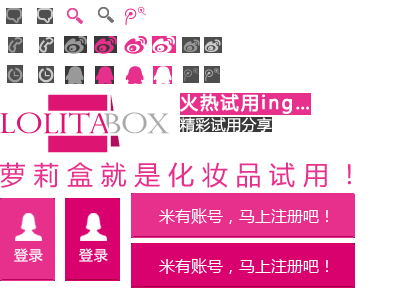 火热试用ing...
LOLITABOX
精彩试用分享
萝莉盒就是化妆品试用！
登录
登录
米有账号，马上注册吧！
米有账号，马上注册吧！